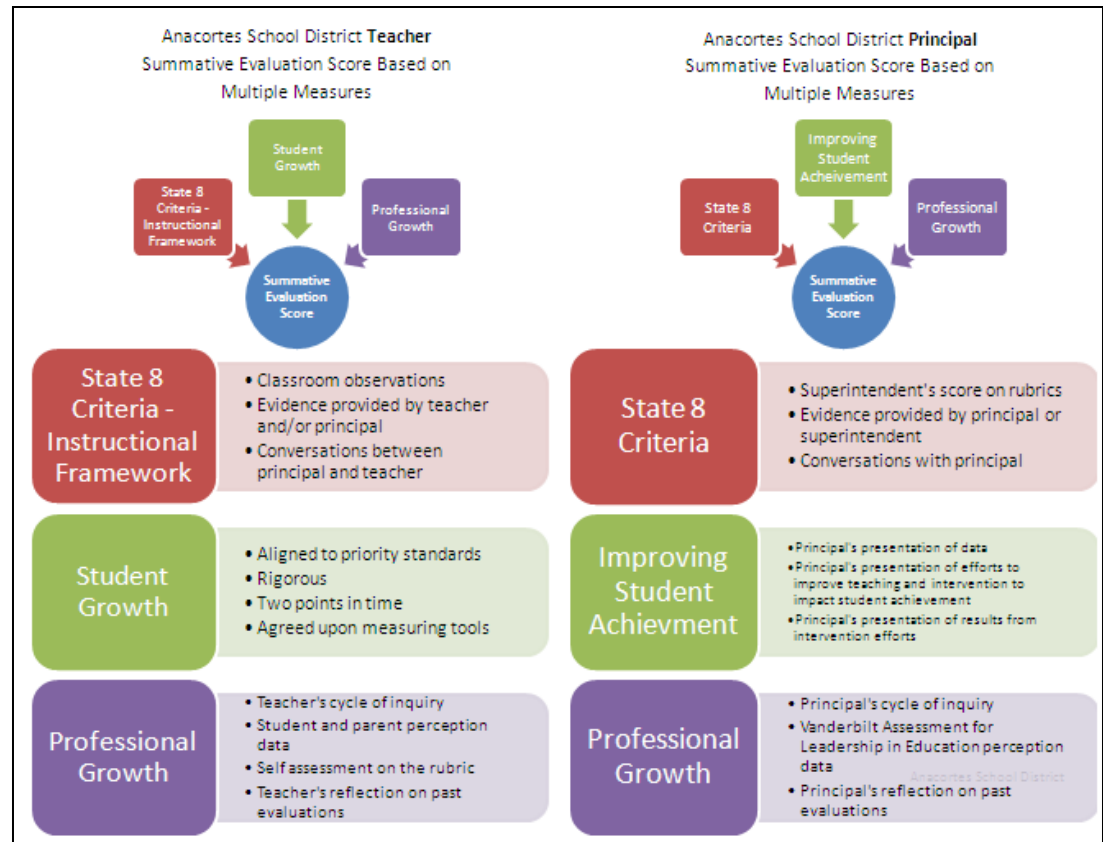 Anacortes School District Teacher
Summative Evaluation Score Based on
Multiple Measures
Student
Growth
State 8
Criteria -
Instructional
Framework
Professional
Growth
Summative
Evaluation
Score
State 8
Criteria -
Instructional
Framework
• Classroom observations
• Evidence provided by teacher
and/or principal
• Conversations between
principal and teacher
Student
Growth
• Aligned to priority standards
• Rigorous
• Two points in time
• Agreed upon measuring tools
Professional
Growth
• Teacher's cycle of inquiry
• Student and parent perception
data
• Self assessment on the rubric
• Teacher's reflection on past
evaluations
Anacortes School District Principal
Summative Evaluation Score Based on
Multiple Measures
Improving
Student
Acheivement
State 8
Criteria
Professional
Growth
Summative
Evaluation
Score
State 8
Criteria
• Superintendent's score on rubrics
• Evidence provided by principal or
superintendent
• Conversations with principal
Improving
Student
Achievment
•Principal's presentation of data
•Principal's presentation of efforts to
improve teaching and intervention to
impact student achievement
•Principal's presentation of results from
intervention efforts
Professional
Growth
• Principal's cycle of inquiry
• Vanderbilt Assessment for
Leadership in Education perception
data
Anacortes School District
• Principal's reflection on past
evaluations